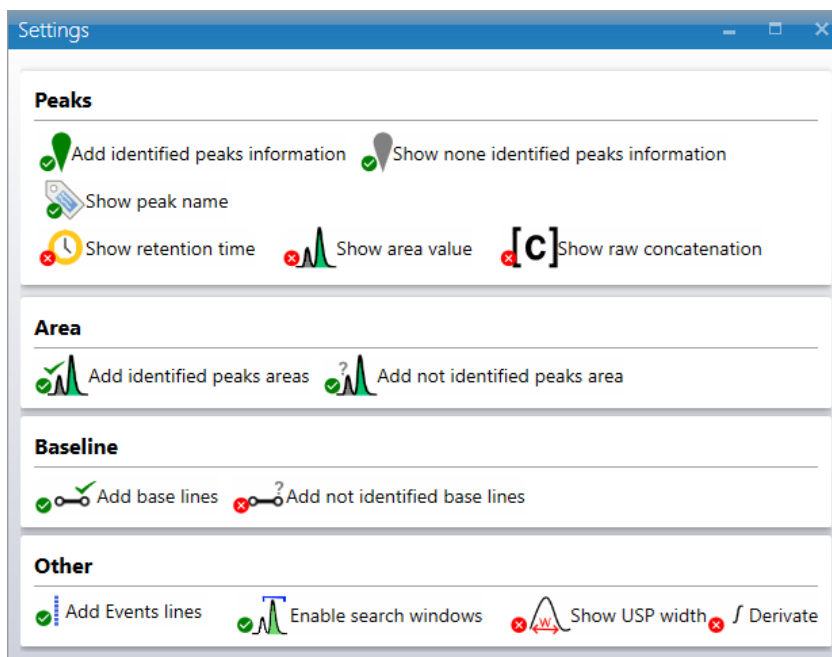 Settings
Peaks
Add identified peaks information Show none identified peaks information
Show peak name
Show retention time Show area value [C] Show raw concatenation
Area
Add identified peaks areas ? Add not identified peaks area
Baseline
Add base lines ? Add not identified base lines
Other
Add Events lines Enable search windows W Show USP width ∫ Derivate